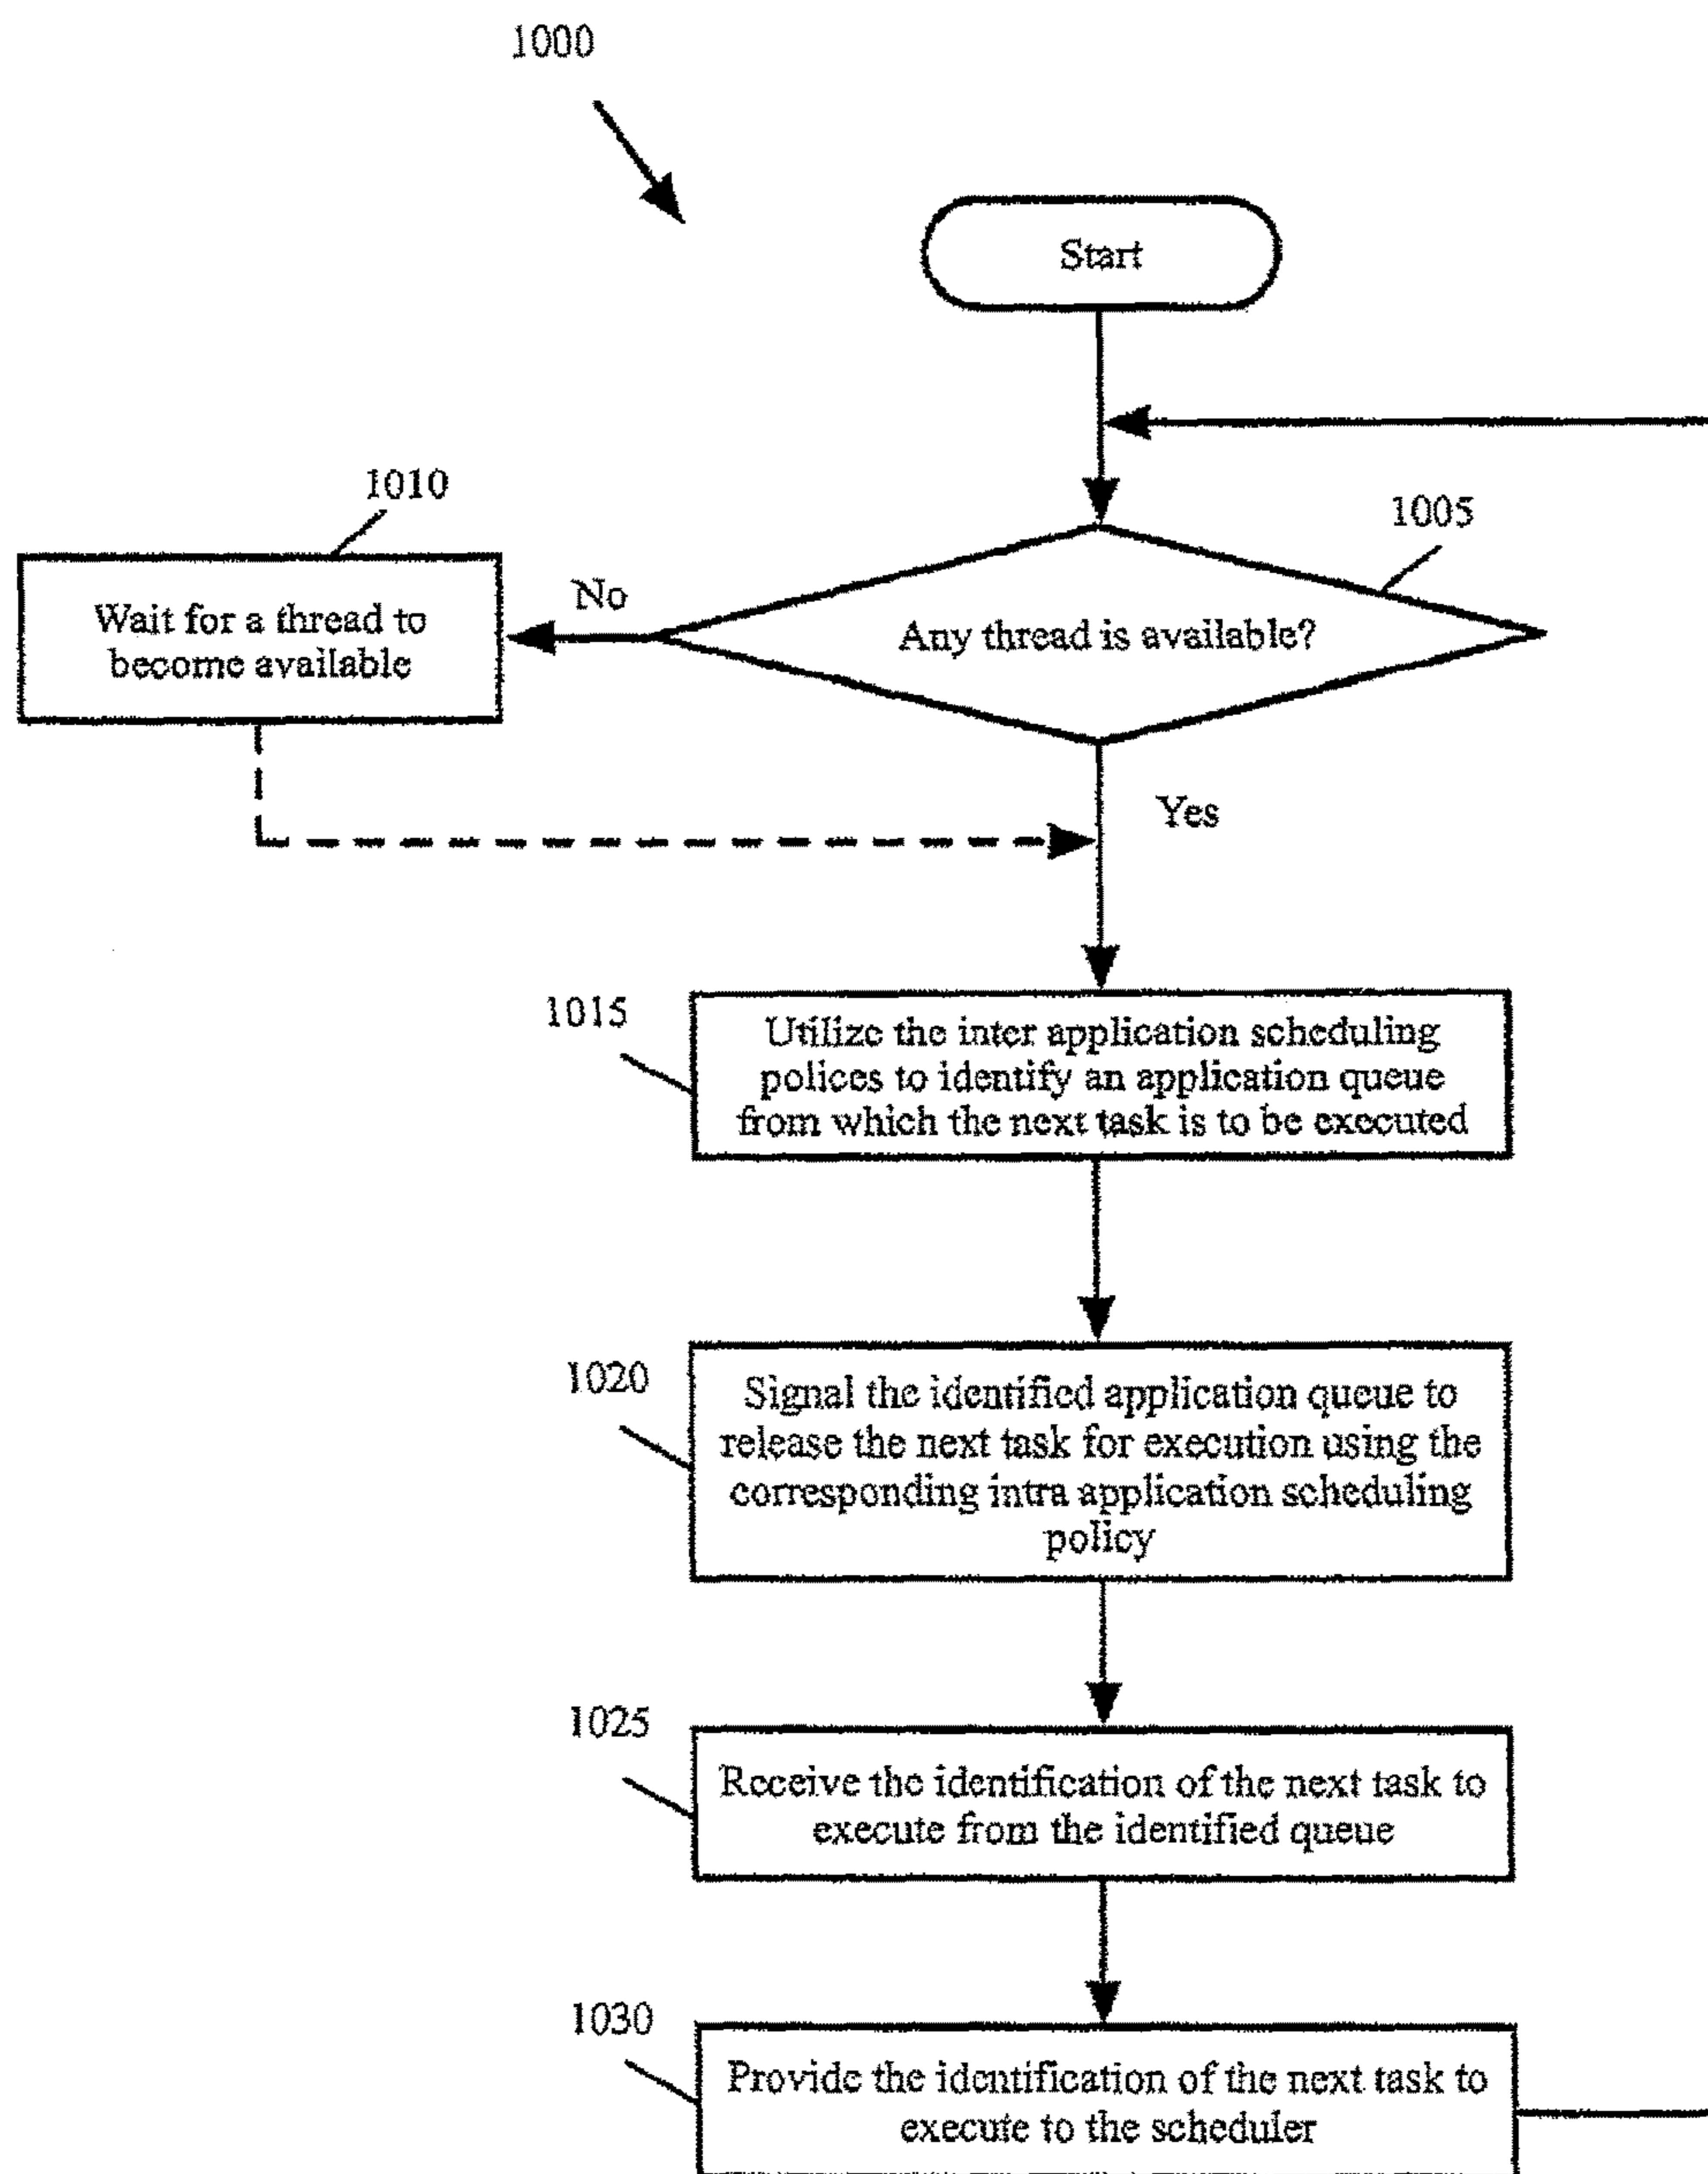 1000
Start
1010
1005
Wait for a thread to
become available
No
Any thread is available?
Yes
1015
Utilize the inter application scheduling
polices to identify an application queue
from which the next task is to be executed
1020
Signal the identified application queue to
release the next task for execution using the
corresponding intra application scheduling
policy
1025
Receive the identification of the next task to
execute from the identified queue
1030
Provide the identification of the next task to
execute to the scheduler